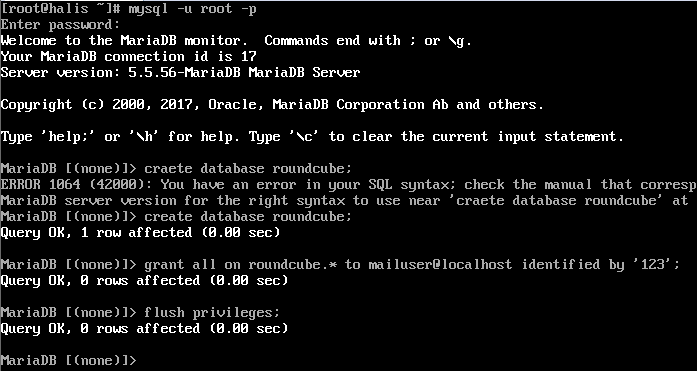 [root@halis ~]# mysql -u root -p
Enter password:
Welcome to the MariaDB monitor.  Commands end with ; or \g.
Your MariaDB connection id is 17
Server version: 5.5.56-MariaDB MariaDB Server
Copyright (c) 2000, 2017, Oracle, MariaDB Corporation Ab and others.
Type 'help;' or '\h' for help. Type '\c' to clear the current input statement.
MariaDB [(none)]> craete database roundcube;
ERROR 1064 (42000): You have an error in your SQL syntax; check the manual that corresp
MariaDB server version for the right syntax to use near 'craete database roundcube' at
MariaDB [(none)]> create database roundcube;
Query OK, 1 row affected (0.00 sec)
MariaDB [(none)]> grant all on roundcube.* to mailuser@localhost identified by '123';
Query OK, 0 rows affected (0.00 sec)
MariaDB [(none)]> flush privileges;
Query OK, 0 rows affected (0.00 sec)
MariaDB [(none)]>